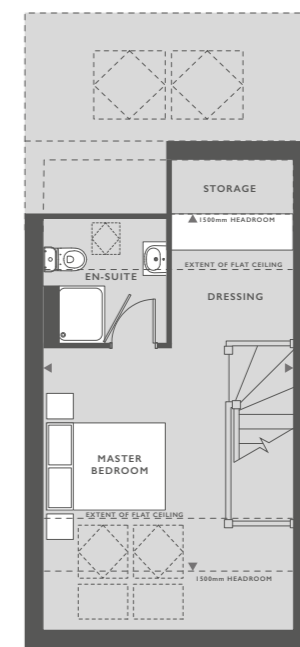 STORAGE
1500mm HEADROOM
EXTENT OF FLAT CEILING
EN-SUITE
DRESSING
MASTER
BEDROOM
EXTENT OF FLAT CEILING
1500mm HEADROOM